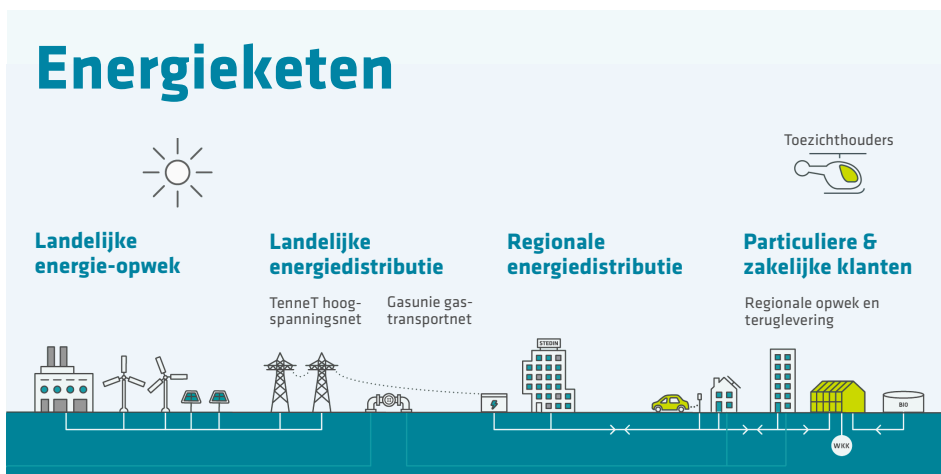 Energieketen
Toezichthouders
Landelijke
energie-opwek
Landelijke
energiedistributie
TenneT hoog-
spanningsnet
Gasunie gas-
transportnet
Regionale
energiedistributie
Particuliere &
zakelijke klanten
Regionale opwek en
teruglevering
STEDIN
BIO
WKK